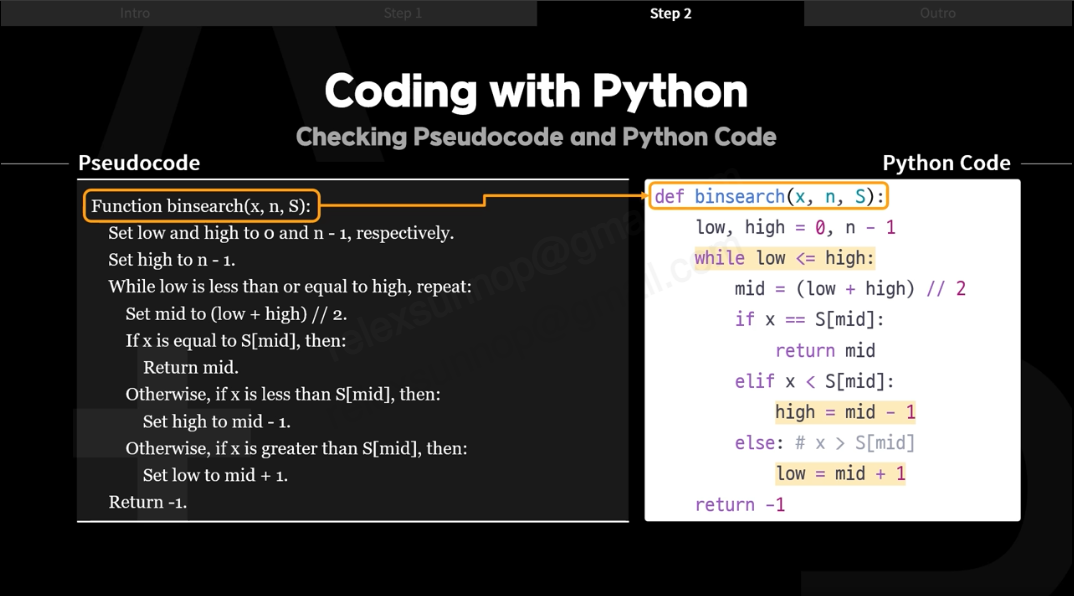 Intro
Step 1
Step 2
Outro
Coding with Python
Checking Pseudocode and Python Code
Pseudocode
Function binsearch(x, n, S):
Set low and high to 0 and n - 1, respectively.
Set high to n - 1.
While low is less than or equal to high, repeat:
Set mid to (low + high) // 2.
If x is equal to S[mid], then:
Return mid.
Otherwise, if x is less than S[mid], then:
Set high to mid - 1.
Otherwise, if x is greater than S[mid], then:
Set low to mid + 1.
Return -1.
Python Code
def binsearch(x, n, S):
low, high = 0, n - 1
while low <= high:
mid = (low + high) // 2
if x == S[mid]:
return mid
elif x < S[mid]:
high = mid - 1
else: # x > S[mid]
low = mid + 1
return -1